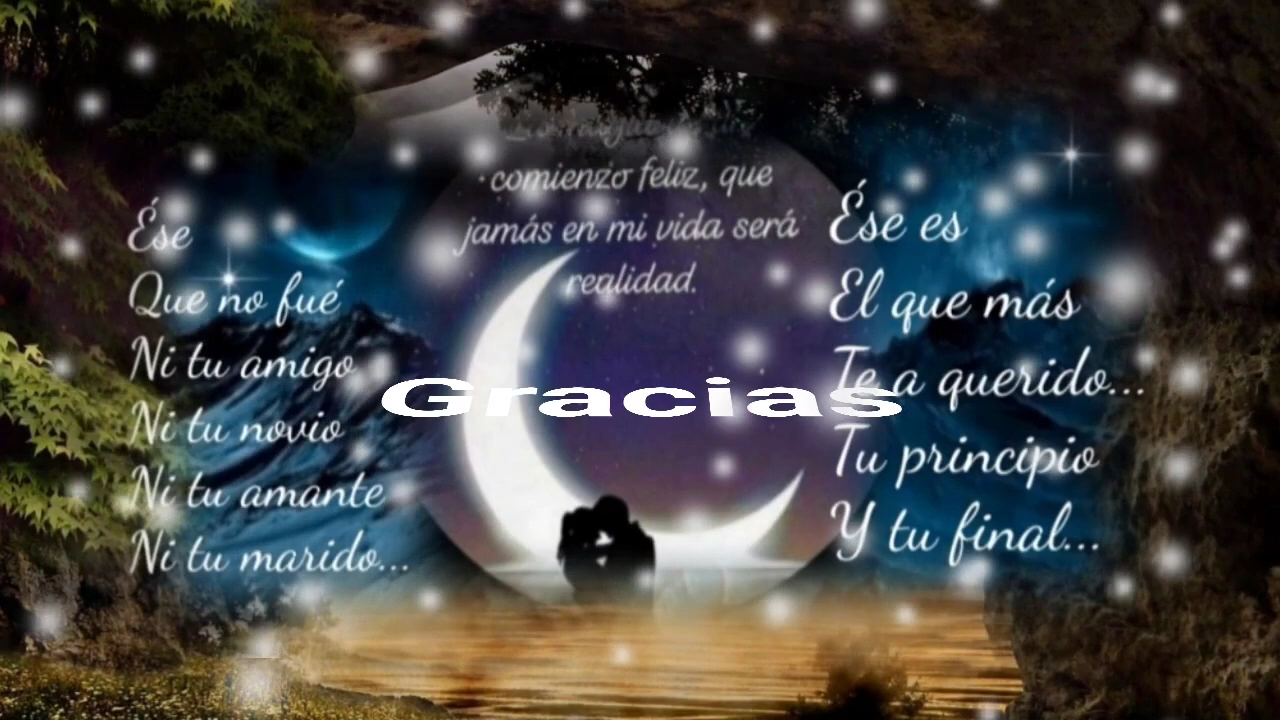 Ése
Que no fué
Ni tu amigo
Ni tu novio
Ni tu amante
Ni tu marido...
comienzo feliz, que
jamás en mi vida será
realidad.
Gracias
Ése es
El que más
Te a querido...
Tu principio
Y tu final...